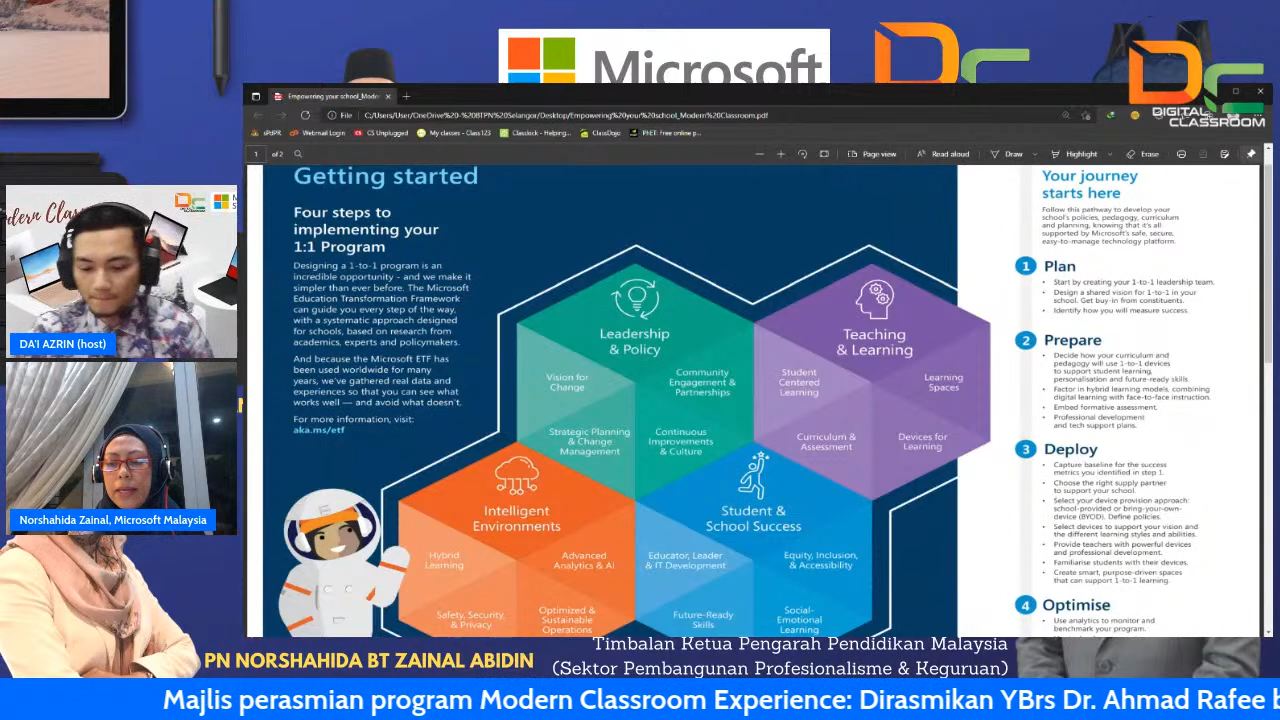 Microsoft
DIGITAL
CLASSROOM
Empowering your school_Mode
File
C:/Users/User/OneDrive%20-%20BTPN%20Selangor/Desktop/Empowering%20your%20school_Modern%20Classroom.pdf
sPBPK
Webmail Login
CS Unplugged
My classes - Class123
Classlock - Helping...
ClassDojo
PhET: Free online p...
1 of 2
Page view
Read aloud
Draw
Highlight
Erase
Getting started
Four steps to
implementing your
1:1 Program
Designing a 1-to-1 program is an
incredible opportunity - and we make it
simpler than ever before. The Microsoft
Education Transformation Framework
can guide you every step of the way,
with a systematic approach designed
for schools, based on research from
academics, experts and policymakers.
And because the Microsoft ETF has
been used worldwide for many
years, we've gathered real data and
experiences so that you can see what
works well — and avoid what doesn't.
For more information, visit:
aka.ms/etf
Leadership
& Policy
Vision for
Change
Community
Engagement &
Partnerships
Strategic Planning
& Change
Management
Continuous
Improvements
& Culture
Teaching
& Learning
Student
Centered
Learning
Learning
Spaces
Curriculum &
Assessment
Devices for
Learning
Intelligent
Environments
Hybrid
Learning
Advanced
Analytics & AI
Safety, Security,
& Privacy
Optimized &
Sustainable
Operations
Student &
School Success
Educator, Leader
& IT Development
Equity, Inclusion,
& Accessibility
Future-Ready
Skills
Social-
Emotional
Learning
Your journey
starts here
Follow this pathway to develop your
school's policies, pedagogy, curriculum
and planning, knowing that it's all
supported by Microsoft's safe, secure,
easy-to-manage technology platform.
1 Plan
• Start by creating your 1-to-1 leadership team.
• Design a shared vision for 1-to-1 in your
school. Get buy-in from constituents.
• Identify how you will measure success.
2 Prepare
• Decide how your curriculum and
pedagogy will use 1-to-1 devices
to support student learning,
personalisation and future-ready skills.
• Factor in hybrid learning models, combining
digital learning with face-to-face instruction.
• Embed formative assessment.
• Professional development
and tech support plans.
3 Deploy
• Capture baseline for the success
metrics you identified in step 1.
• Choose the right supply partner
to support your school.
• Select your device provision approach:
school-provided or bring-your-own-
device (BYOD). Define policies.
• Select devices to support your vision and
the different learning styles and abilities.
• Provide teachers with powerful devices
and professional development.
• Familiarise students with their devices.
• Create smart, purpose-driven spaces
that can support 1-to-1 learning.
4 Optimise
• Use analytics to monitor and
benchmark your program.
DA'I AZRIN (host)
Norshahida Zainal, Microsoft Malaysia
PN NORSHAHIDA BT ZAINAL ABIDIN
Timbalan Ketua Pengarah Pendidikan Malaysia
(Sektor Pembangunan Profesionalisme & Keguruan)
Majlis perasmian program Modern Classroom Experience: Dirasmikan YBrs Dr. Ahmad Rafee b